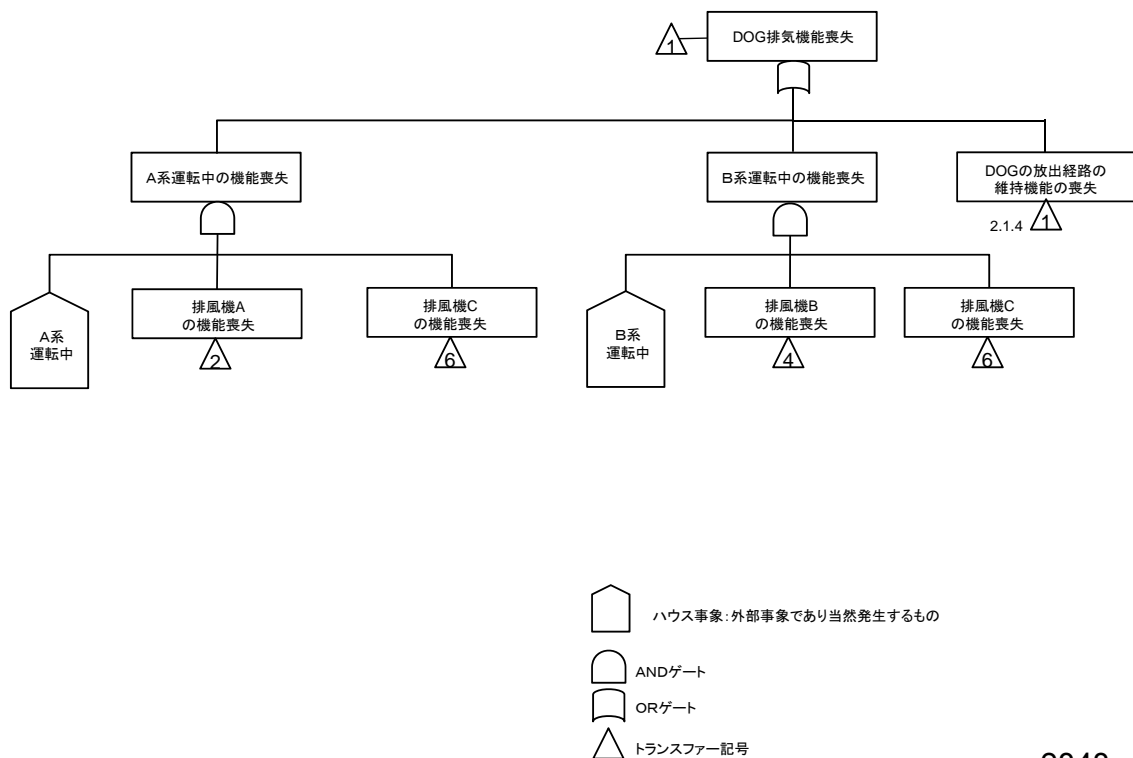 DOG排気機能喪失
1
A系運転中の機能喪失
B系運転中の機能喪失
DOGの放出経路の
維持機能の喪失
2.1.4
1
A系
運転中
排風機A
の機能喪失
2
排風機C
の機能喪失
6
B系
運転中
排風機B
の機能喪失
4
排風機C
の機能喪失
6
ハウス事象：外部事象であり当然発生するもの
ANDゲート
ORゲート
トランスファー記号